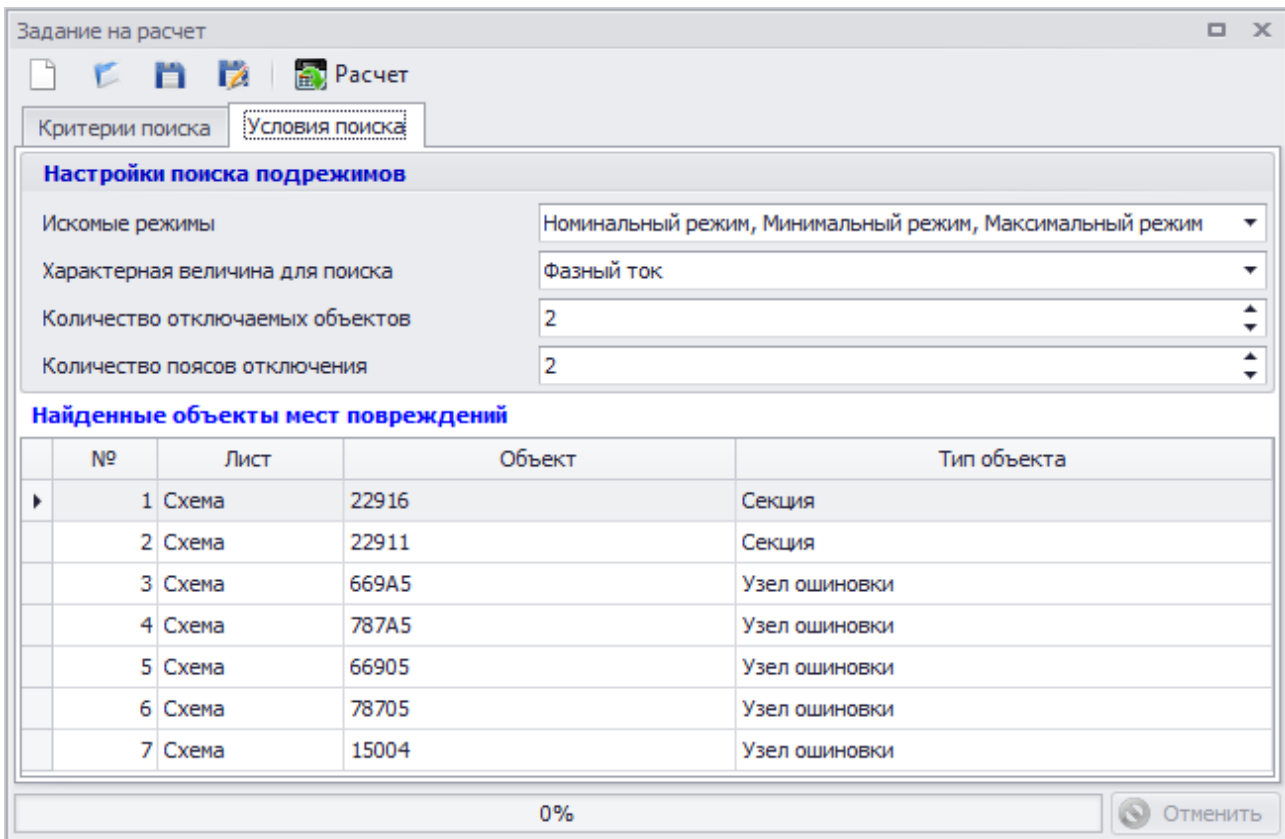 Задание на расчет
Расчет
Критерии поиска Условия поиска
Настройки поиска подрежимов
Искомые режимы Номинальный режим, Минимальный режим, Максимальный режим
Характерная величина для поиска Фазный ток
Количество отключаемых объектов 2
Количество поясов отключения 2
Найденные объекты мест повреждений
№ Лист Объект Тип объекта
1 Схема 22916 Секция
2 Схема 22911 Секция
3 Схема 669А5 Узел ошиновки
4 Схема 787А5 Узел ошиновки
5 Схема 66905 Узел ошиновки
6 Схема 78705 Узел ошиновки
7 Схема 15004 Узел ошиновки
0% Отменить